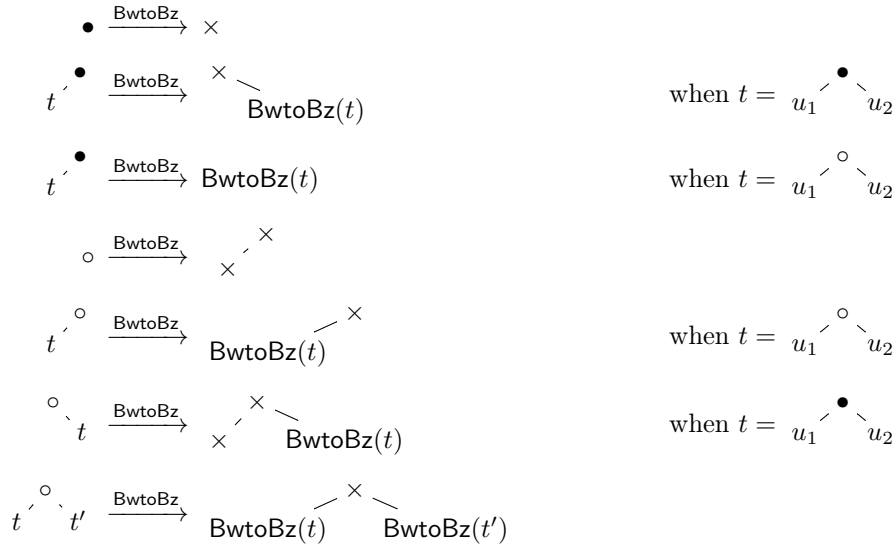 • BwtoBz → ×
t • BwtoBz → × BwtoBz(t) when t = u₁ • u₂
t • BwtoBz → BwtoBz(t) when t = u₁ ○ u₂
○ BwtoBz → × ×
t ○ BwtoBz → BwtoBz(t) × when t = u₁ ○ u₂
○ t BwtoBz → × × BwtoBz(t) when t = u₁ • u₂
t ○ t′ BwtoBz → BwtoBz(t) × BwtoBz(t′)